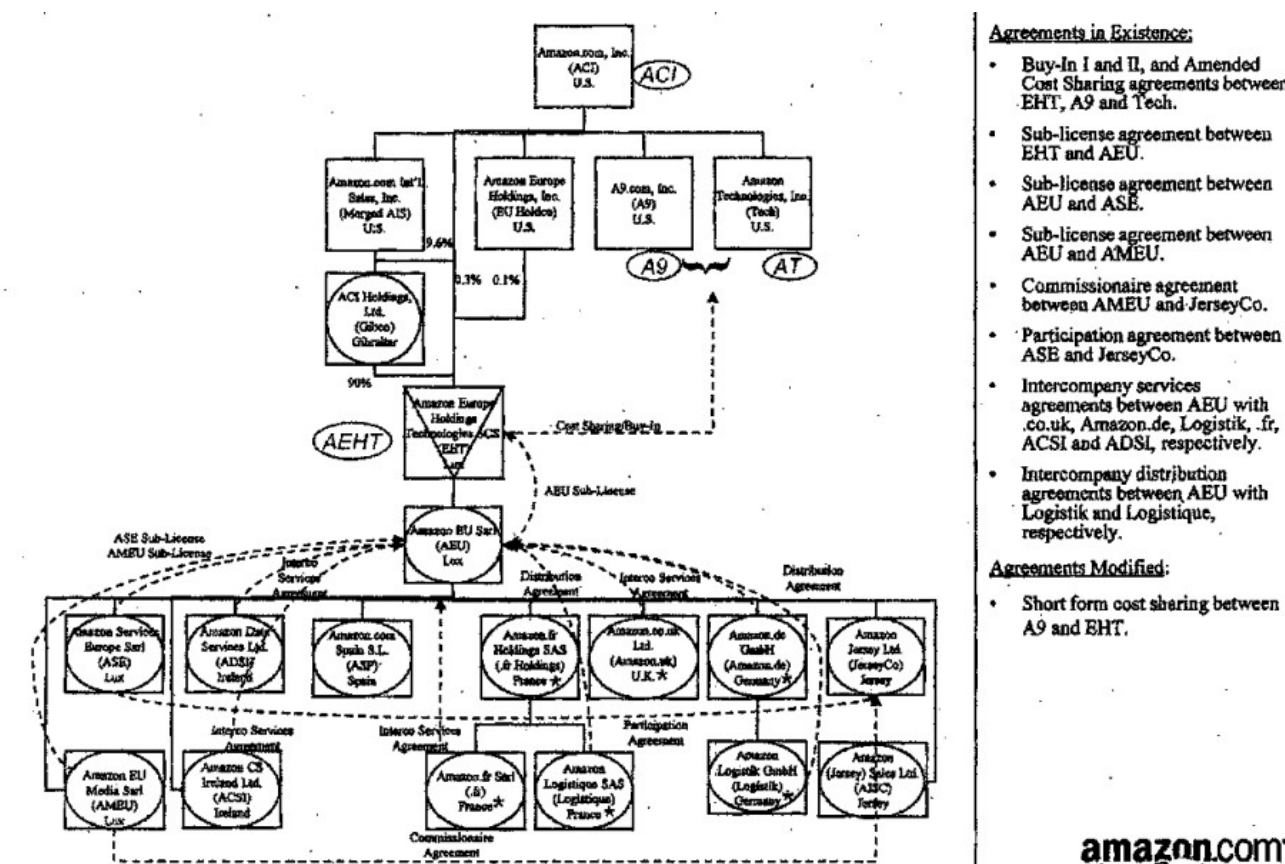 Amazon.com, Inc.
(ACI)
U.S.
ACI
Amazon.com Int'l
Sales, Inc.
(Merged AIS)
U.S.
Amazon Europe
Holdings, Inc.
(EU Holdco)
U.S.
A9.com, Inc.
(A9)
U.S.
Amazon
Technologies, Inc.
(Tech)
U.S.
9.6%
0.3% 0.1%
A9
AT
ACI Holdings,
Ltd.
(Gibco)
Gibraltar
90%
Amazon Europe
Holdings
Technologies SCS
(EHT)
Lux
AEHT
Cost Sharing/Buy-In
AEU Sub-License
Amazon EU Sarl
(AEU)
Lux
ASE Sub-License
AMEU Sub-License
Interco
Services
Agreement
Distribution
Agreement
Interco Services
Agreement
Distribution
Agreement
Amazon Services
Europe Sarl
(ASE)
Lux
Amazon Data
Services Ltd.
(ADSI)
Ireland
Amazon.com
Spain S.L.
Spain
Amazon.fr
Holdings SAS
(.fr Holdings)
France *
Amazon.co.uk
Ltd.
(Amazon.uk)
U.K. *
Amazon.de
GmbH
(Amazon.de)
Germany *
Amazon
Jersey Ltd.
(JerseyCo)
Jersey
Interco Services
Agreement
Interco Services
Agreement
Participation
Agreement
Amazon EU
Media Sarl
(AMEU)
Lux
Amazon CS
Ireland Ltd.
(ACSI)
Ireland
Amazon.fr Sarl
(.fr)
France *
Amazon
Logistique SAS
(Logistique)
France *
Amazon
Logistik GmbH
(Logistik)
Germany *
Amazon
(Jersey) Sales Ltd.
(AJSC)
Jersey
Commissionaire
Agreement
Agreements in Existence:
• Buy-In I and II, and Amended
Cost Sharing agreements between
EHT, A9 and Tech.
• Sub-license agreement between
EHT and AEU.
• Sub-license agreement between
AEU and ASE.
• Sub-license agreement between
AEU and AMEU.
• Commissionaire agreement
between AMEU and JerseyCo.
• Participation agreement between
ASE and JerseyCo.
• Intercompany services
agreements between AEU with
.co.uk, Amazon.de, Logistik, .fr,
ACSI and ADSI, respectively.
• Intercompany distribution
agreements between AEU with
Logistik and Logistique,
respectively.
Agreements Modified:
• Short form cost sharing between
A9 and EHT.
amazon.com